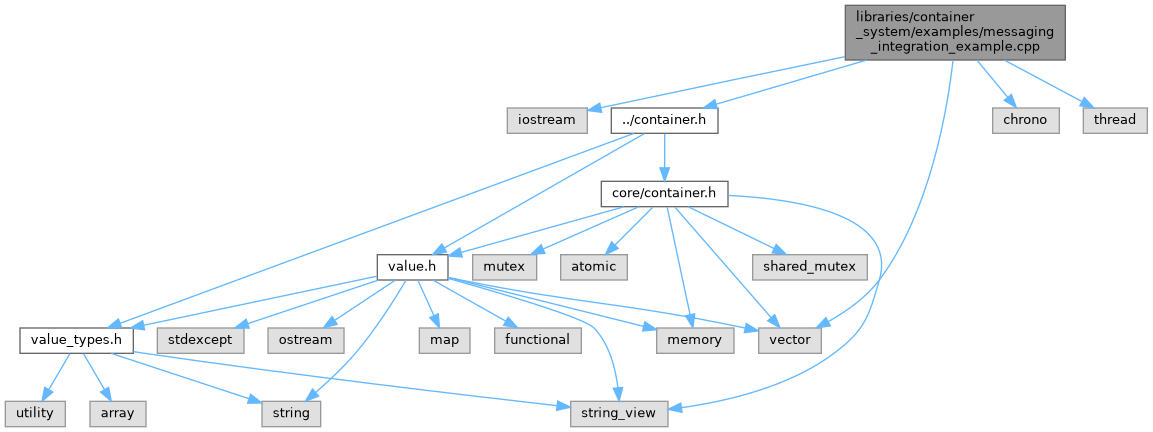 libraries/container
_system/examples/messaging
_integration_example.cpp
iostream
../container.h
chrono
thread
core/container.h
value.h
mutex
atomic
shared_mutex
value_types.h
stdexcept
ostream
map
functional
memory
vector
utility
array
string
string_view